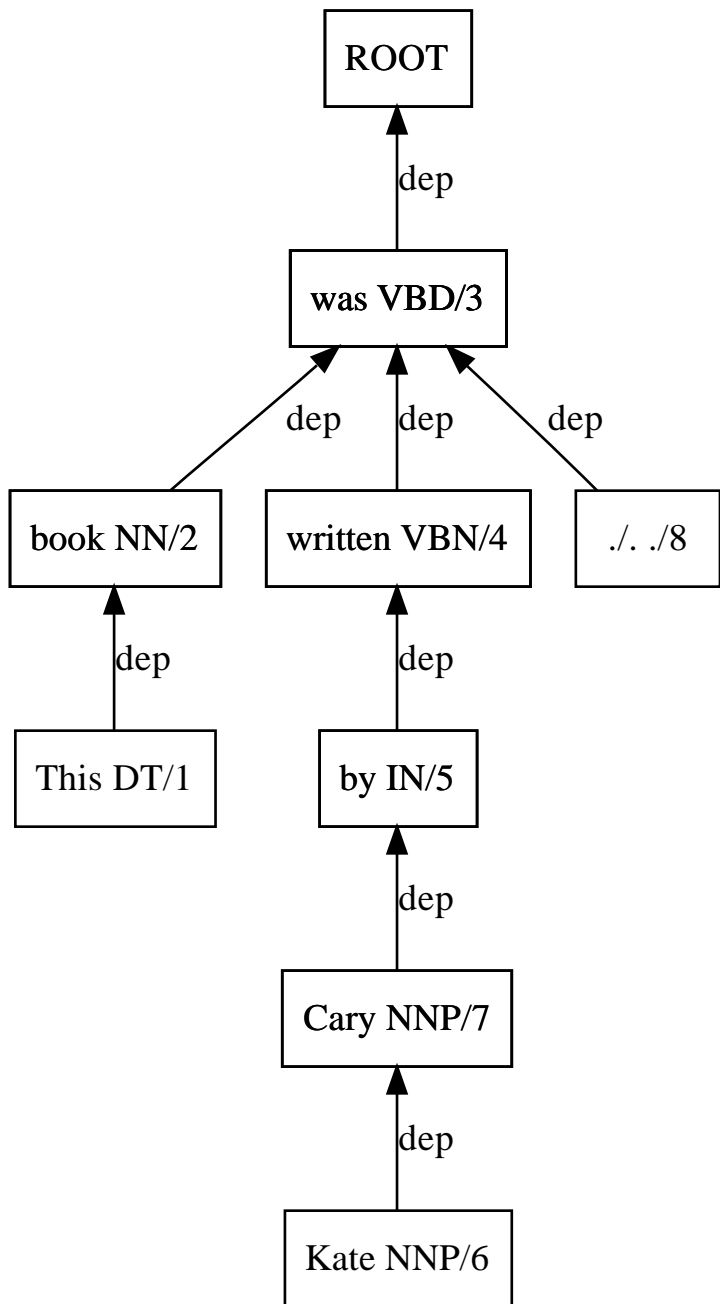 ROOT
dep
was VBD/3
dep dep dep
book NN/2 written VBN/4 ./. ./8
dep dep
This DT/1 by IN/5
dep
Cary NNP/7
dep
Kate NNP/6